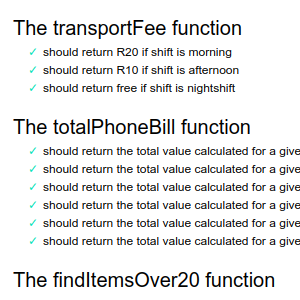 The transportFee function
✓ should return R20 if shift is morning
✓ should return R10 if shift is afternoon
✓ should return free if shift is nightshift
The totalPhoneBill function
✓ should return the total value calculated for a give
✓ should return the total value calculated for a give
✓ should return the total value calculated for a give
✓ should return the total value calculated for a give
✓ should return the total value calculated for a give
✓ should return the total value calculated for a give
The findItemsOver20 function